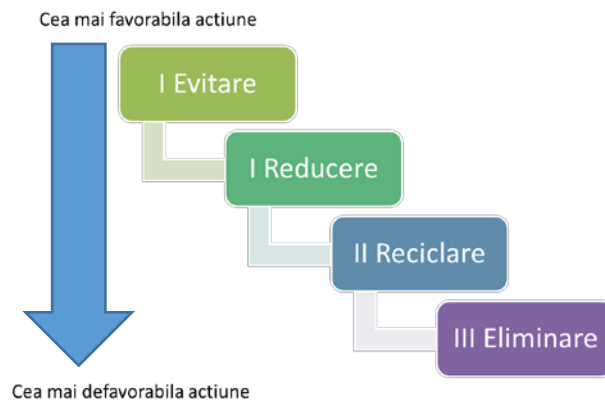 Cea mai favorabila actiune
I Evitare
I Reducere
II Reciclare
III Eliminare
Cea mai defavorabila actiune